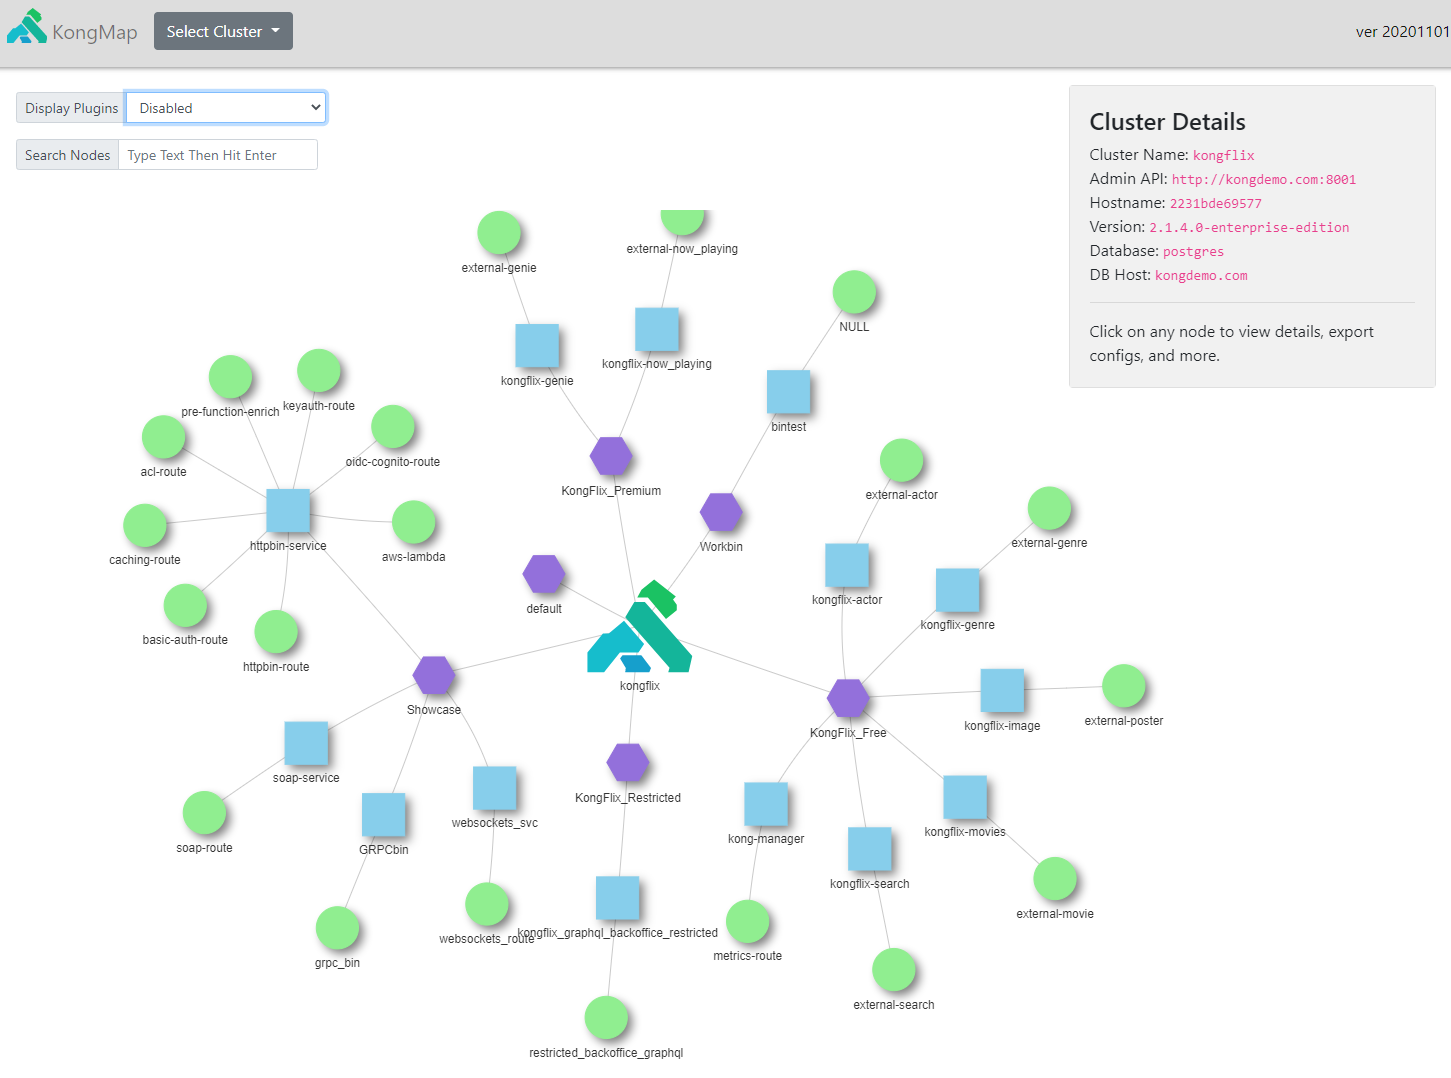 KongMap
Select Cluster
ver 20201101
Display Plugins
Disabled
Search Nodes
Type Text Then Hit Enter
Cluster Details
Cluster Name: kongflix
Admin API: http://kongdemo.com:8001
Hostname: 2231bde69577
Version: 2.1.4.0-enterprise-edition
Database: postgres
DB Host: kongdemo.com
Click on any node to view details, export
configs, and more.
external-now_playing
external-genie
NULL
kongflix-now_playing
kongflix-genie
keyauth-route
pre-function-enrich
bintest
oidc-cognito-route
acl-route
KongFlix_Premium
external-actor
external-genre
httpbin-service
Workbin
aws-lambda
caching-route
kongflix-actor
default
kongflix-genre
basic-auth-route
httpbin-route
kongflix
Showcase
external-poster
kongflix-image
KongFlix_Free
soap-service
KongFlix_Restricted
websockets_svc
kongflix-movies
kong-manager
soap-route
GRPCbin
kongflix-search
external-movie
kongflix_graphql_backoffice_restricted
websockets_route
metrics-route
grpc_bin
external-search
restricted_backoffice_graphql